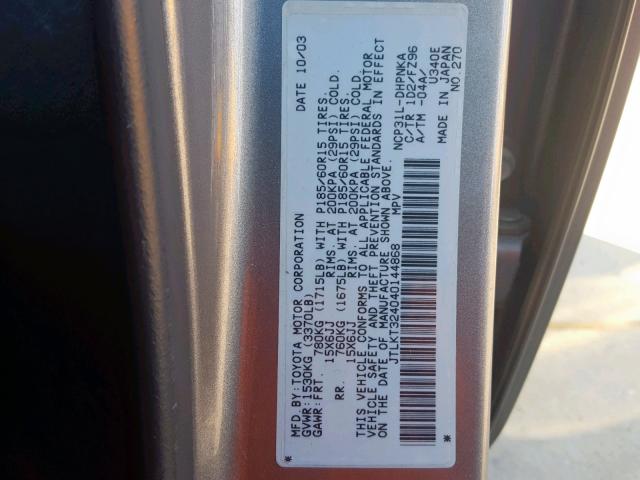 MFD.BY:TOYOTA MOTOR CORPORATION DATE 10/03
GVWR:1530KG (3370LB)
GAWR:FRT. 780KG (1715LB) WITH P185/60R15 TIRES.
15X6JJ RIMS. AT 200KPA (29PSI) COLD.
RR. 760KG (1675LB) WITH P185/60R15 TIRES.
15X6JJ RIMS. AT 200KPA (29PSI) COLD.
THIS VEHICLE CONFORMS TO ALL APPLICABLE FEDERAL MOTOR
VEHICLE SAFETY AND THEFT PREVENTION STANDARDS IN EFFECT
ON THE DATE OF MANUFACTURE SHOWN ABOVE.
JTLKT324040144868 MPV
NCP31L-DHPNKA
C/TR 1D2/FZ96
A/TM -04A/
U340E
MADE IN JAPAN
* * NO.270